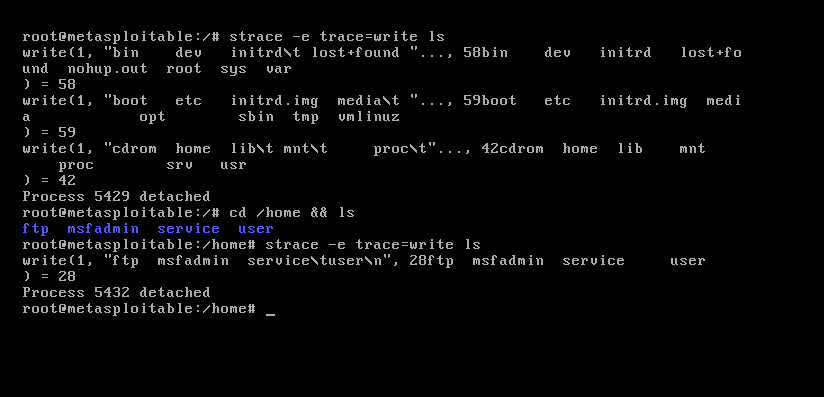 root@metasploitable:/# strace -e trace=write ls
write(1, "bin    dev   initrd\t lost+found "..., 58bin    dev   initrd   lost+fo
und  nohup.out  root  sys  var
) = 58
write(1, "boot   etc   initrd.img  media\t "..., 59boot   etc   initrd.img  medi
a            opt        sbin  tmp  vmlinuz
) = 59
write(1, "cdrom  home  lib\t mnt\t     proc\t"..., 42cdrom  home  lib    mnt
    proc        srv   usr
) = 42
Process 5429 detached
root@metasploitable:/# cd /home && ls
ftp  msfadmin  service  user
root@metasploitable:/home# strace -e trace=write ls
write(1, "ftp  msfadmin  service\tuser\n", 28ftp  msfadmin  service     user
) = 28
Process 5432 detached
root@metasploitable:/home# _